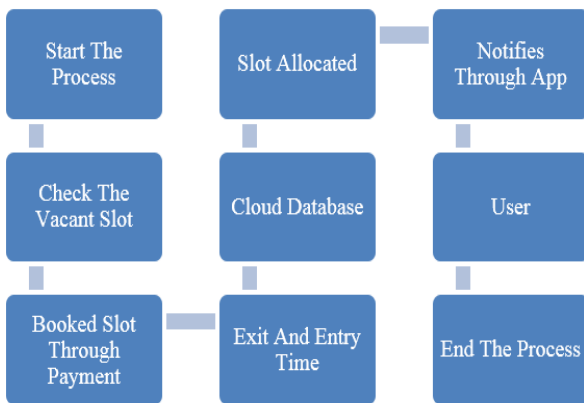 Start The
Process
Check The
Vacant Slot
Booked Slot
Through
Payment
Exit And Entry
Time
Cloud Database
Slot Allocated
Notifies
Through App
User
End The Process